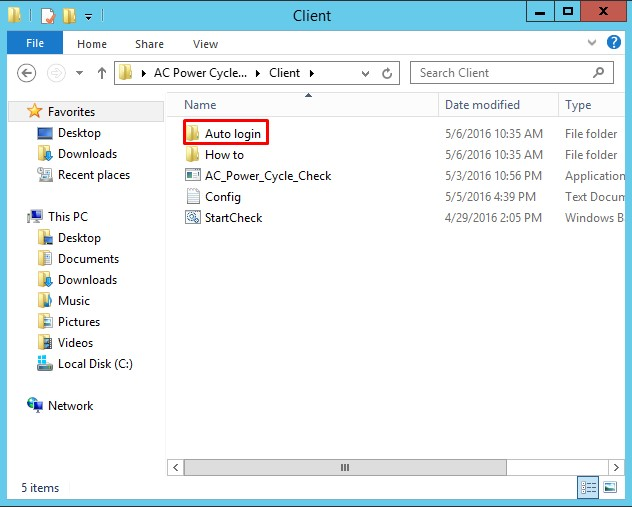 Client
File Home Share View
AC Power Cycle... Client Search Client
Name Date modified Type
Favorites
Desktop
Downloads
Recent places
This PC
Desktop
Documents
Downloads
Music
Pictures
Videos
Local Disk (C:)
Network
Auto login 5/6/2016 10:35 AM File folder
How to 5/6/2016 10:35 AM File folder
AC_Power_Cycle_Check 5/3/2016 10:56 PM Application
Config 5/5/2016 4:39 PM Text Docum
StartCheck 4/29/2016 2:05 PM Windows B
5 items